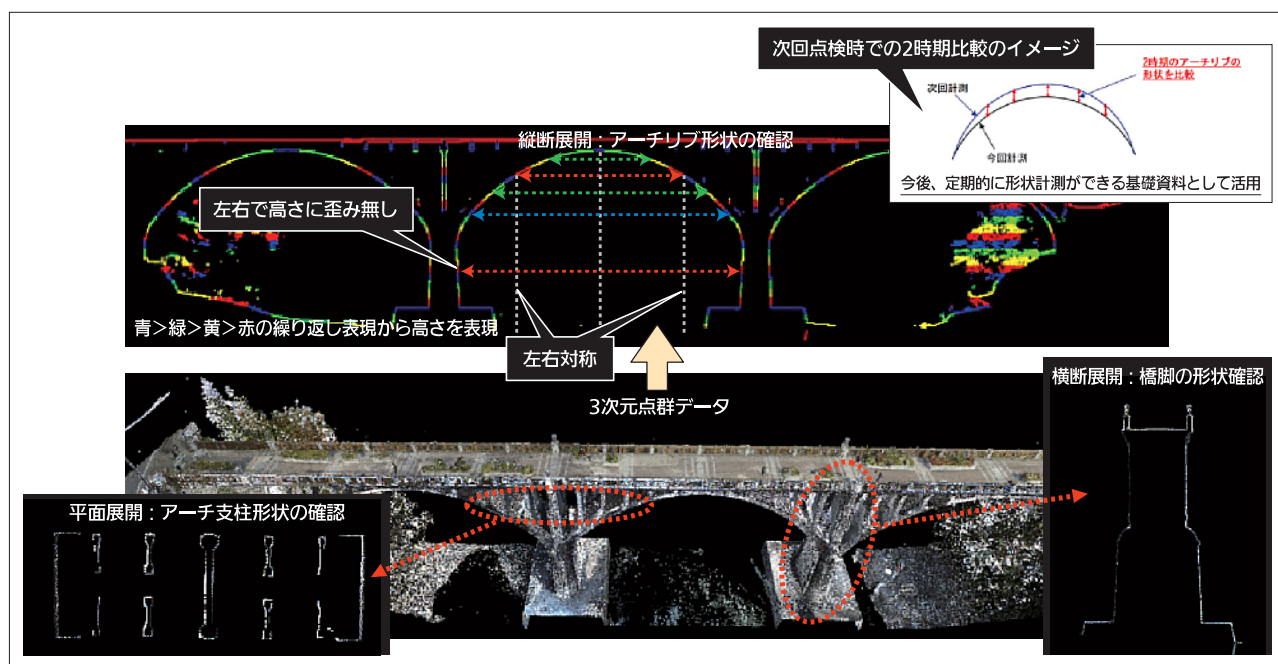 次回点検時での2時期比較のイメージ
2時期のアーチリブの
形状を比較
次回計測
今回計測
今後、定期的に形状計測ができる基礎資料として活用
縦断展開：アーチリブ形状の確認
左右で高さに歪み無し
青＞緑＞黄＞赤の繰り返し表現から高さを表現
左右対称
3次元点群データ
横断展開：橋脚の形状確認
平面展開：アーチ支柱形状の確認